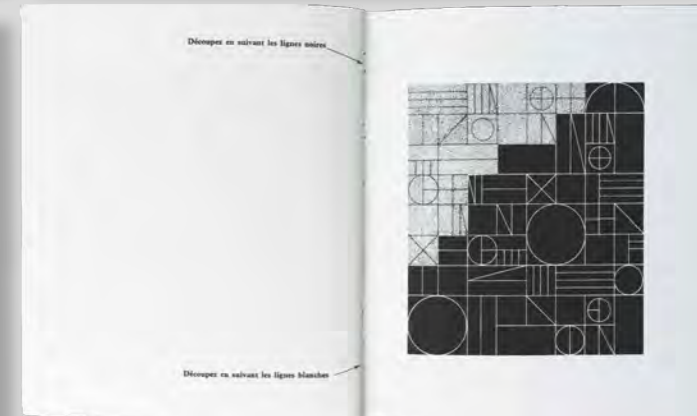 Découpez en suivant les lignes noires
Découpez en suivant les lignes blanches